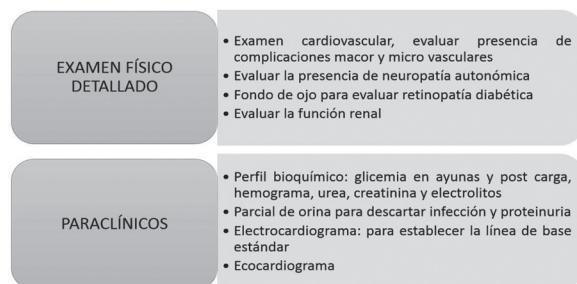 EXAMEN FÍSICO
DETALLADO
• Examen cardiovascular, evaluar presencia de
complicaciones macor y micro vasculares
• Evaluar la presencia de neuropatía autonómica
• Fondo de ojo para evaluar retinopatía diabética
• Evaluar la función renal
PARACLÍNICOS
• Perfil bioquímico: glicemia en ayunas y post carga,
hemograma, urea, creatinina y electrolitos
• Parcial de orina para descartar infección y proteinuria
• Electrocardiograma: para establecer la línea de base
estándar
• Ecocardiograma